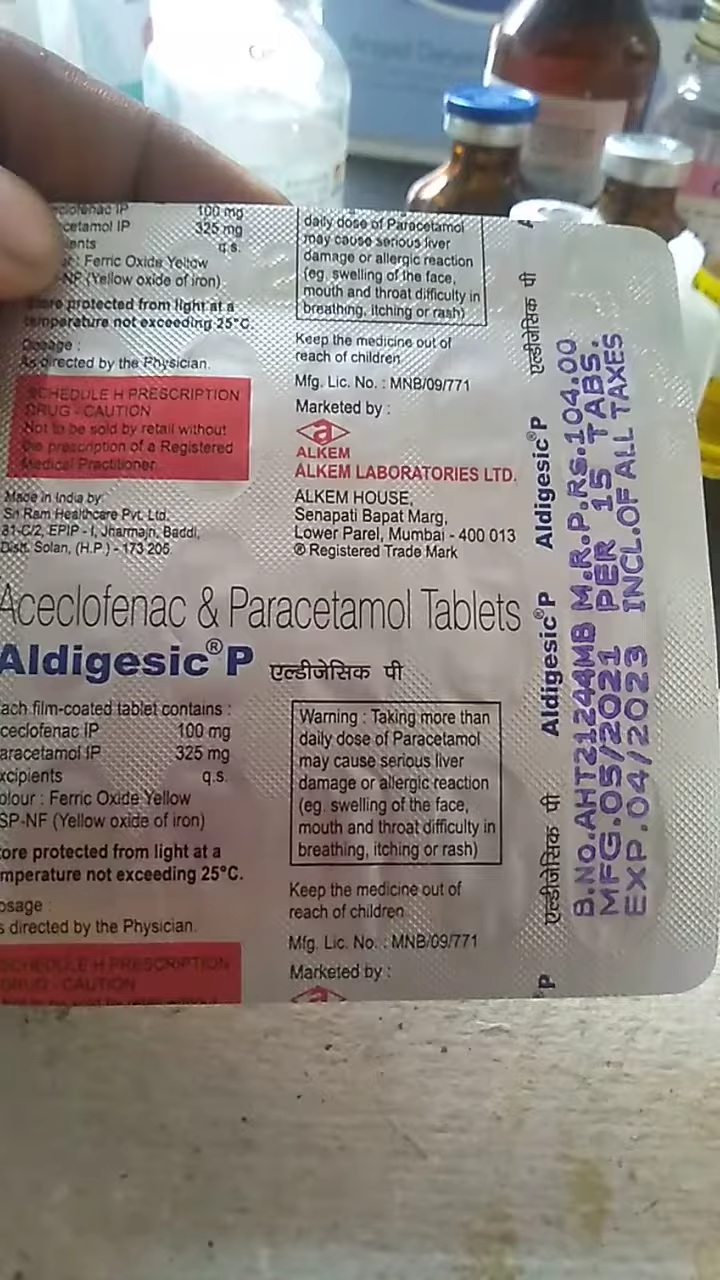 100 mg
IP 325 mg
q.s.
: Ferric Oxide Yellow
-NF (Yellow oxide of iron)
protected from light at a
temperature not exceeding 25°C.
Dosage :
As directed by the Physician.
SCHEDULE H PRESCRIPTION
DRUG - CAUTION
Not to be sold by retail without
the prescription of a Registered
Medical Practitioner
Made in India by:
Sri Ram Healthcare Pvt. Ltd.
81-C/2, EPIP - I, Jharmajri, Baddi,
Distt. Solan, (H.P.) - 173 205.
daily dose of Paracetamol
may cause serious liver
damage or allergic reaction
(eg. swelling of the face,
mouth and throat difficulty in
breathing, itching or rash)
Keep the medicine out of
reach of children
Mfg. Lic. No. : MNB/09/771
Marketed by :
ALKEM
ALKEM LABORATORIES LTD.
ALKEM HOUSE,
Senapati Bapat Marg,
Lower Parel, Mumbai - 400 013
® Registered Trade Mark
Aceclofenac & Paracetamol Tablets
Aldigesic® P एल्डीजेसिक पी
ach film-coated tablet contains :
ceclofenac IP 100 mg
aracetamol IP 325 mg
xcipients q.s.
olour : Ferric Oxide Yellow
SP-NF (Yellow oxide of iron)
ore protected from light at a
mperature not exceeding 25°C.
osage :
s directed by the Physician.
SCHEDULE H PRESCRIPTION
DRUG - CAUTION
Warning : Taking more than
daily dose of Paracetamol
may cause serious liver
damage or allergic reaction
(eg. swelling of the face,
mouth and throat difficulty in
breathing, itching or rash)
Keep the medicine out of
reach of children
Mfg. Lic. No. : MNB/09/771
Marketed by :
P एल्डीजेसिक पी Aldigesic® P Aldigesic® P एल्डीजेसिक पी
B.NO.AHT21244MB M.R.P.RS.104.00
MFG.05/2021 PER 15 TABS.
EXP.04/2023 INCL.OF ALL TAXES